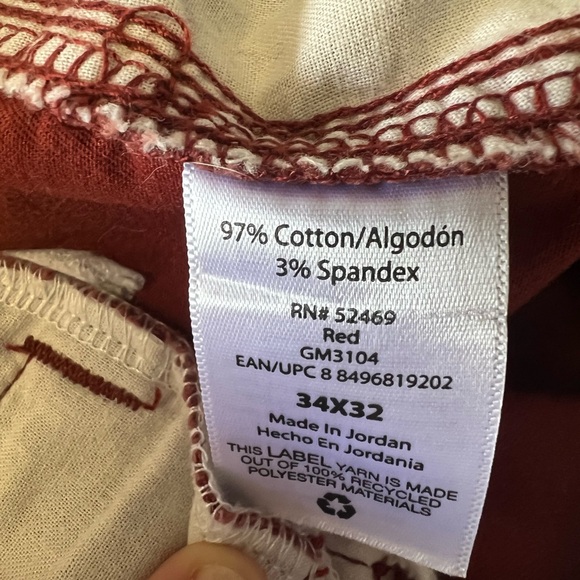 97% Cotton/Algodón
3% Spandex
RN# 52469
Red
GM3104
EAN/UPC 8 8496819202
34X32
Made In Jordan
Hecho En Jordania
THIS LABEL YARN IS MADE
OUT OF 100% RECYCLED
POLYESTER MATERIALS